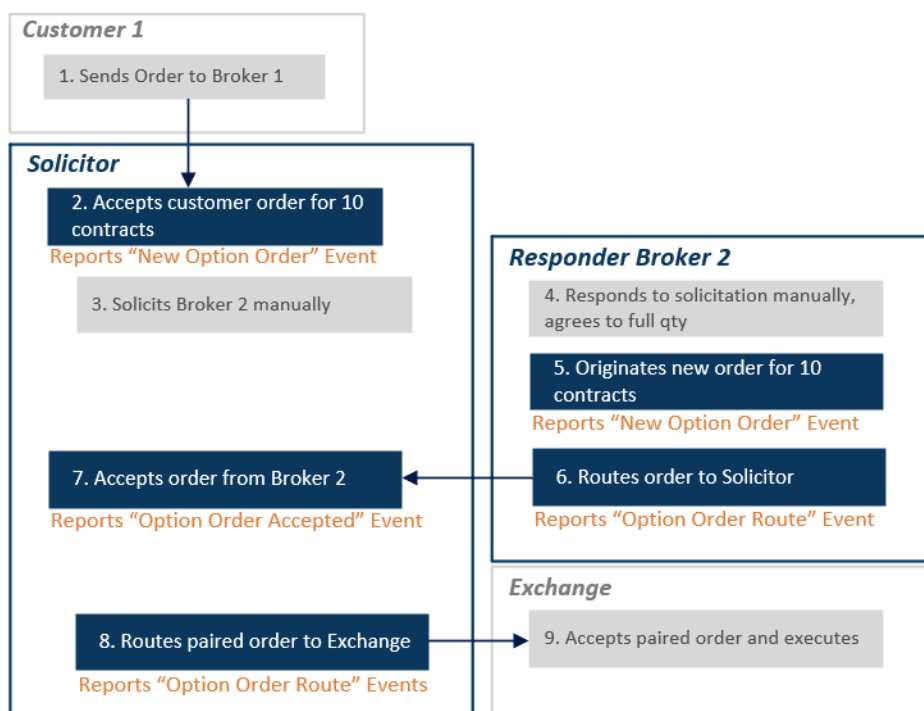 Customer 1
1. Sends Order to Broker 1
Solicitor
2. Accepts customer order for 10
contracts
Reports “New Option Order” Event
3. Solicits Broker 2 manually
Responder Broker 2
4. Responds to solicitation manually,
agrees to full qty
5. Originates new order for 10
contracts
Reports “New Option Order” Event
6. Routes order to Solicitor
Reports “Option Order Route” Event
7. Accepts order from Broker 2
Reports “Option Order Accepted” Event
8. Routes paired order to Exchange
Reports “Option Order Route” Events
Exchange
9. Accepts paired order and executes